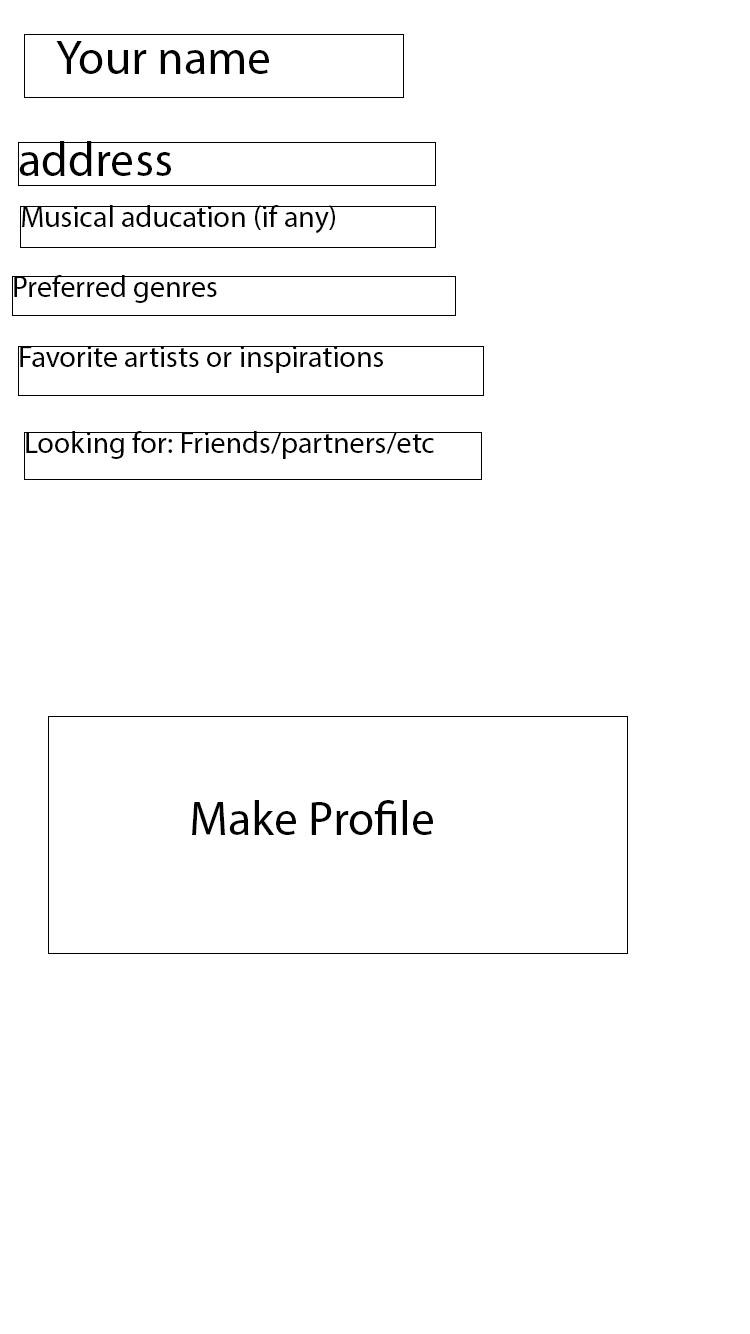 Your name
address
Musical aducation (if any)
Preferred genres
Favorite artists or inspirations
Looking for: Friends/partners/etc
Make Profile